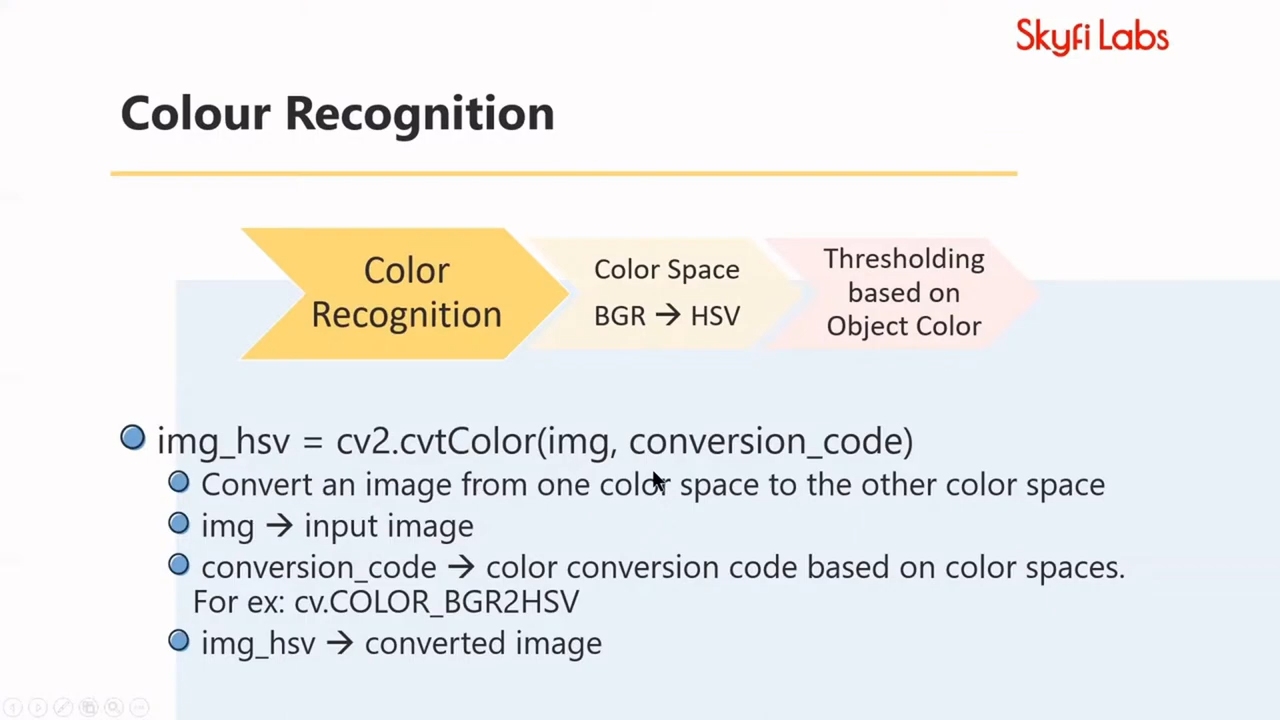 Skyfi Labs
Colour Recognition
Color
Recognition
Color Space
BGR → HSV
Thresholding
based on
Object Color
img_hsv = cv2.cvtColor(img, conversion_code)
Convert an image from one color space to the other color space
img → input image
conversion_code → color conversion code based on color spaces.
For ex: cv.COLOR_BGR2HSV
img_hsv → converted image